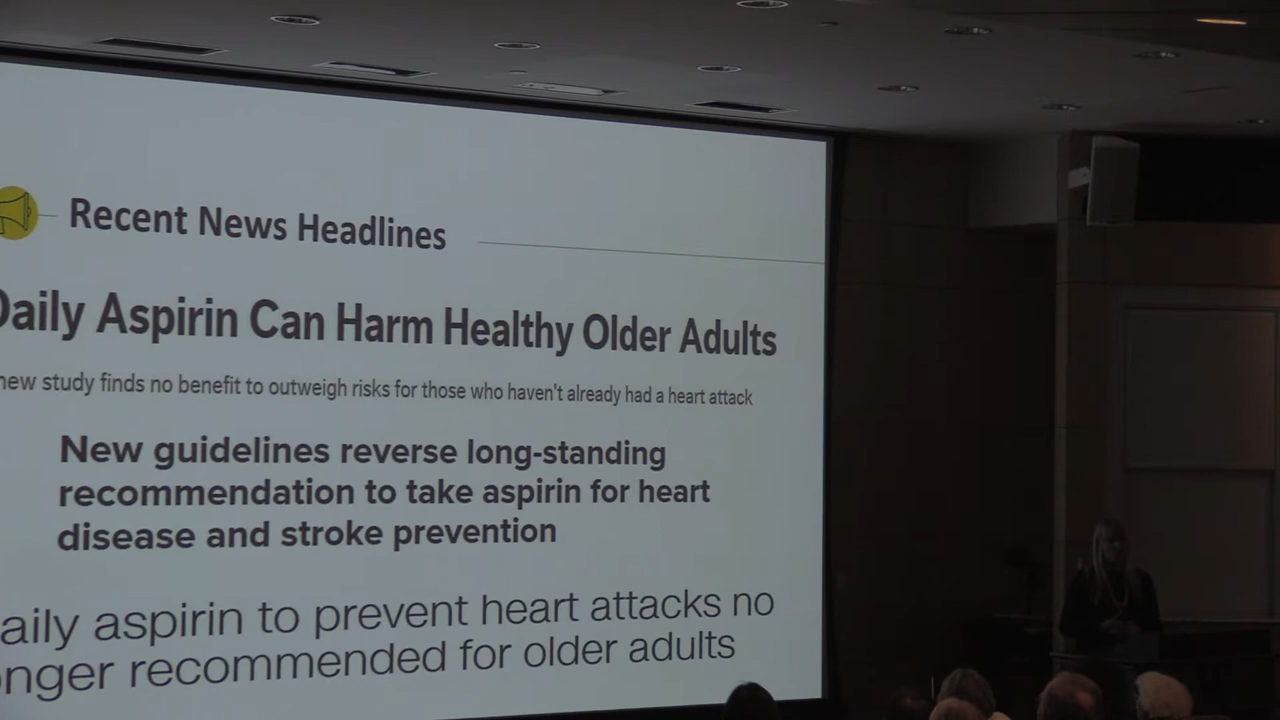 Recent News Headlines
Daily Aspirin Can Harm Healthy Older Adults
new study finds no benefit to outweigh risks for those who haven't already had a heart attack
New guidelines reverse long-standing
recommendation to take aspirin for heart
disease and stroke prevention
aily aspirin to prevent heart attacks no
onger recommended for older adults